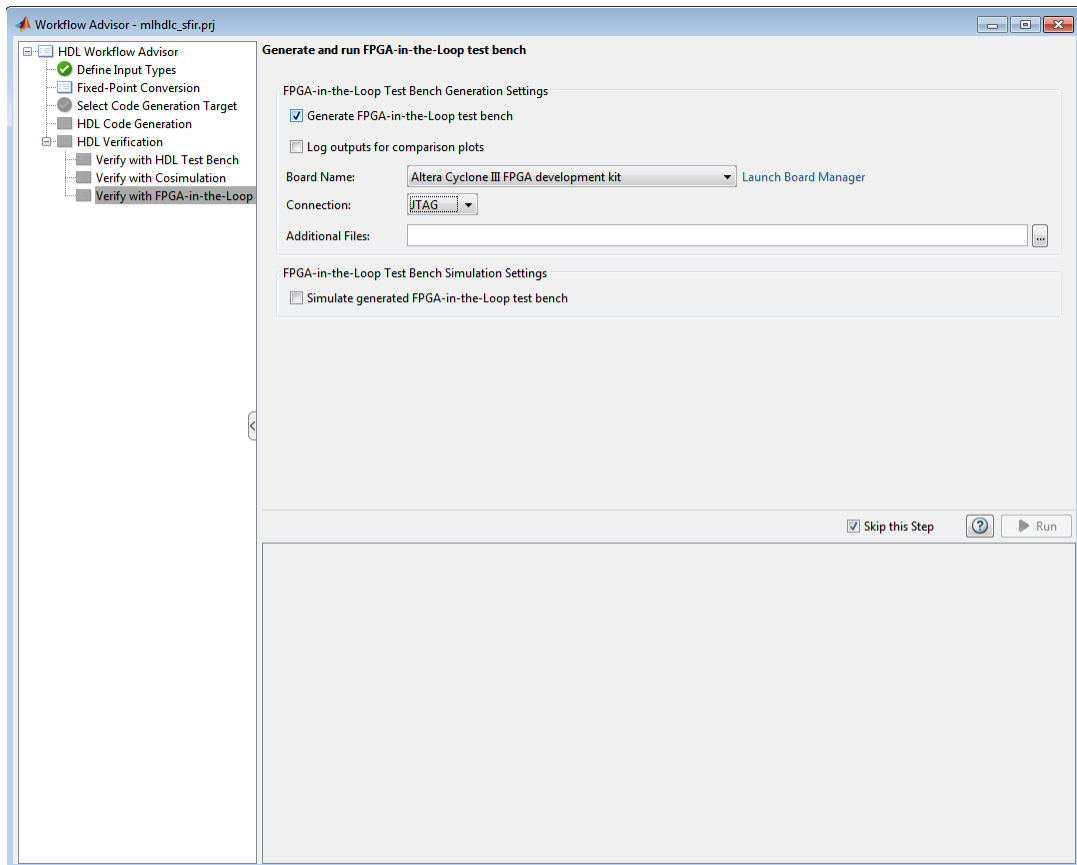 Workflow Advisor - mlhdlc_sfir.prj
HDL Workflow Advisor
Define Input Types
Fixed-Point Conversion
Select Code Generation Target
HDL Code Generation
HDL Verification
Verify with HDL Test Bench
Verify with Cosimulation
Verify with FPGA-in-the-Loop
Generate and run FPGA-in-the-Loop test bench
FPGA-in-the-Loop Test Bench Generation Settings
Generate FPGA-in-the-Loop test bench
Log outputs for comparison plots
Board Name: Altera Cyclone III FPGA development kit Launch Board Manager
Connection: JTAG
Additional Files: ...
FPGA-in-the-Loop Test Bench Simulation Settings
Simulate generated FPGA-in-the-Loop test bench
Skip this Step ? Run